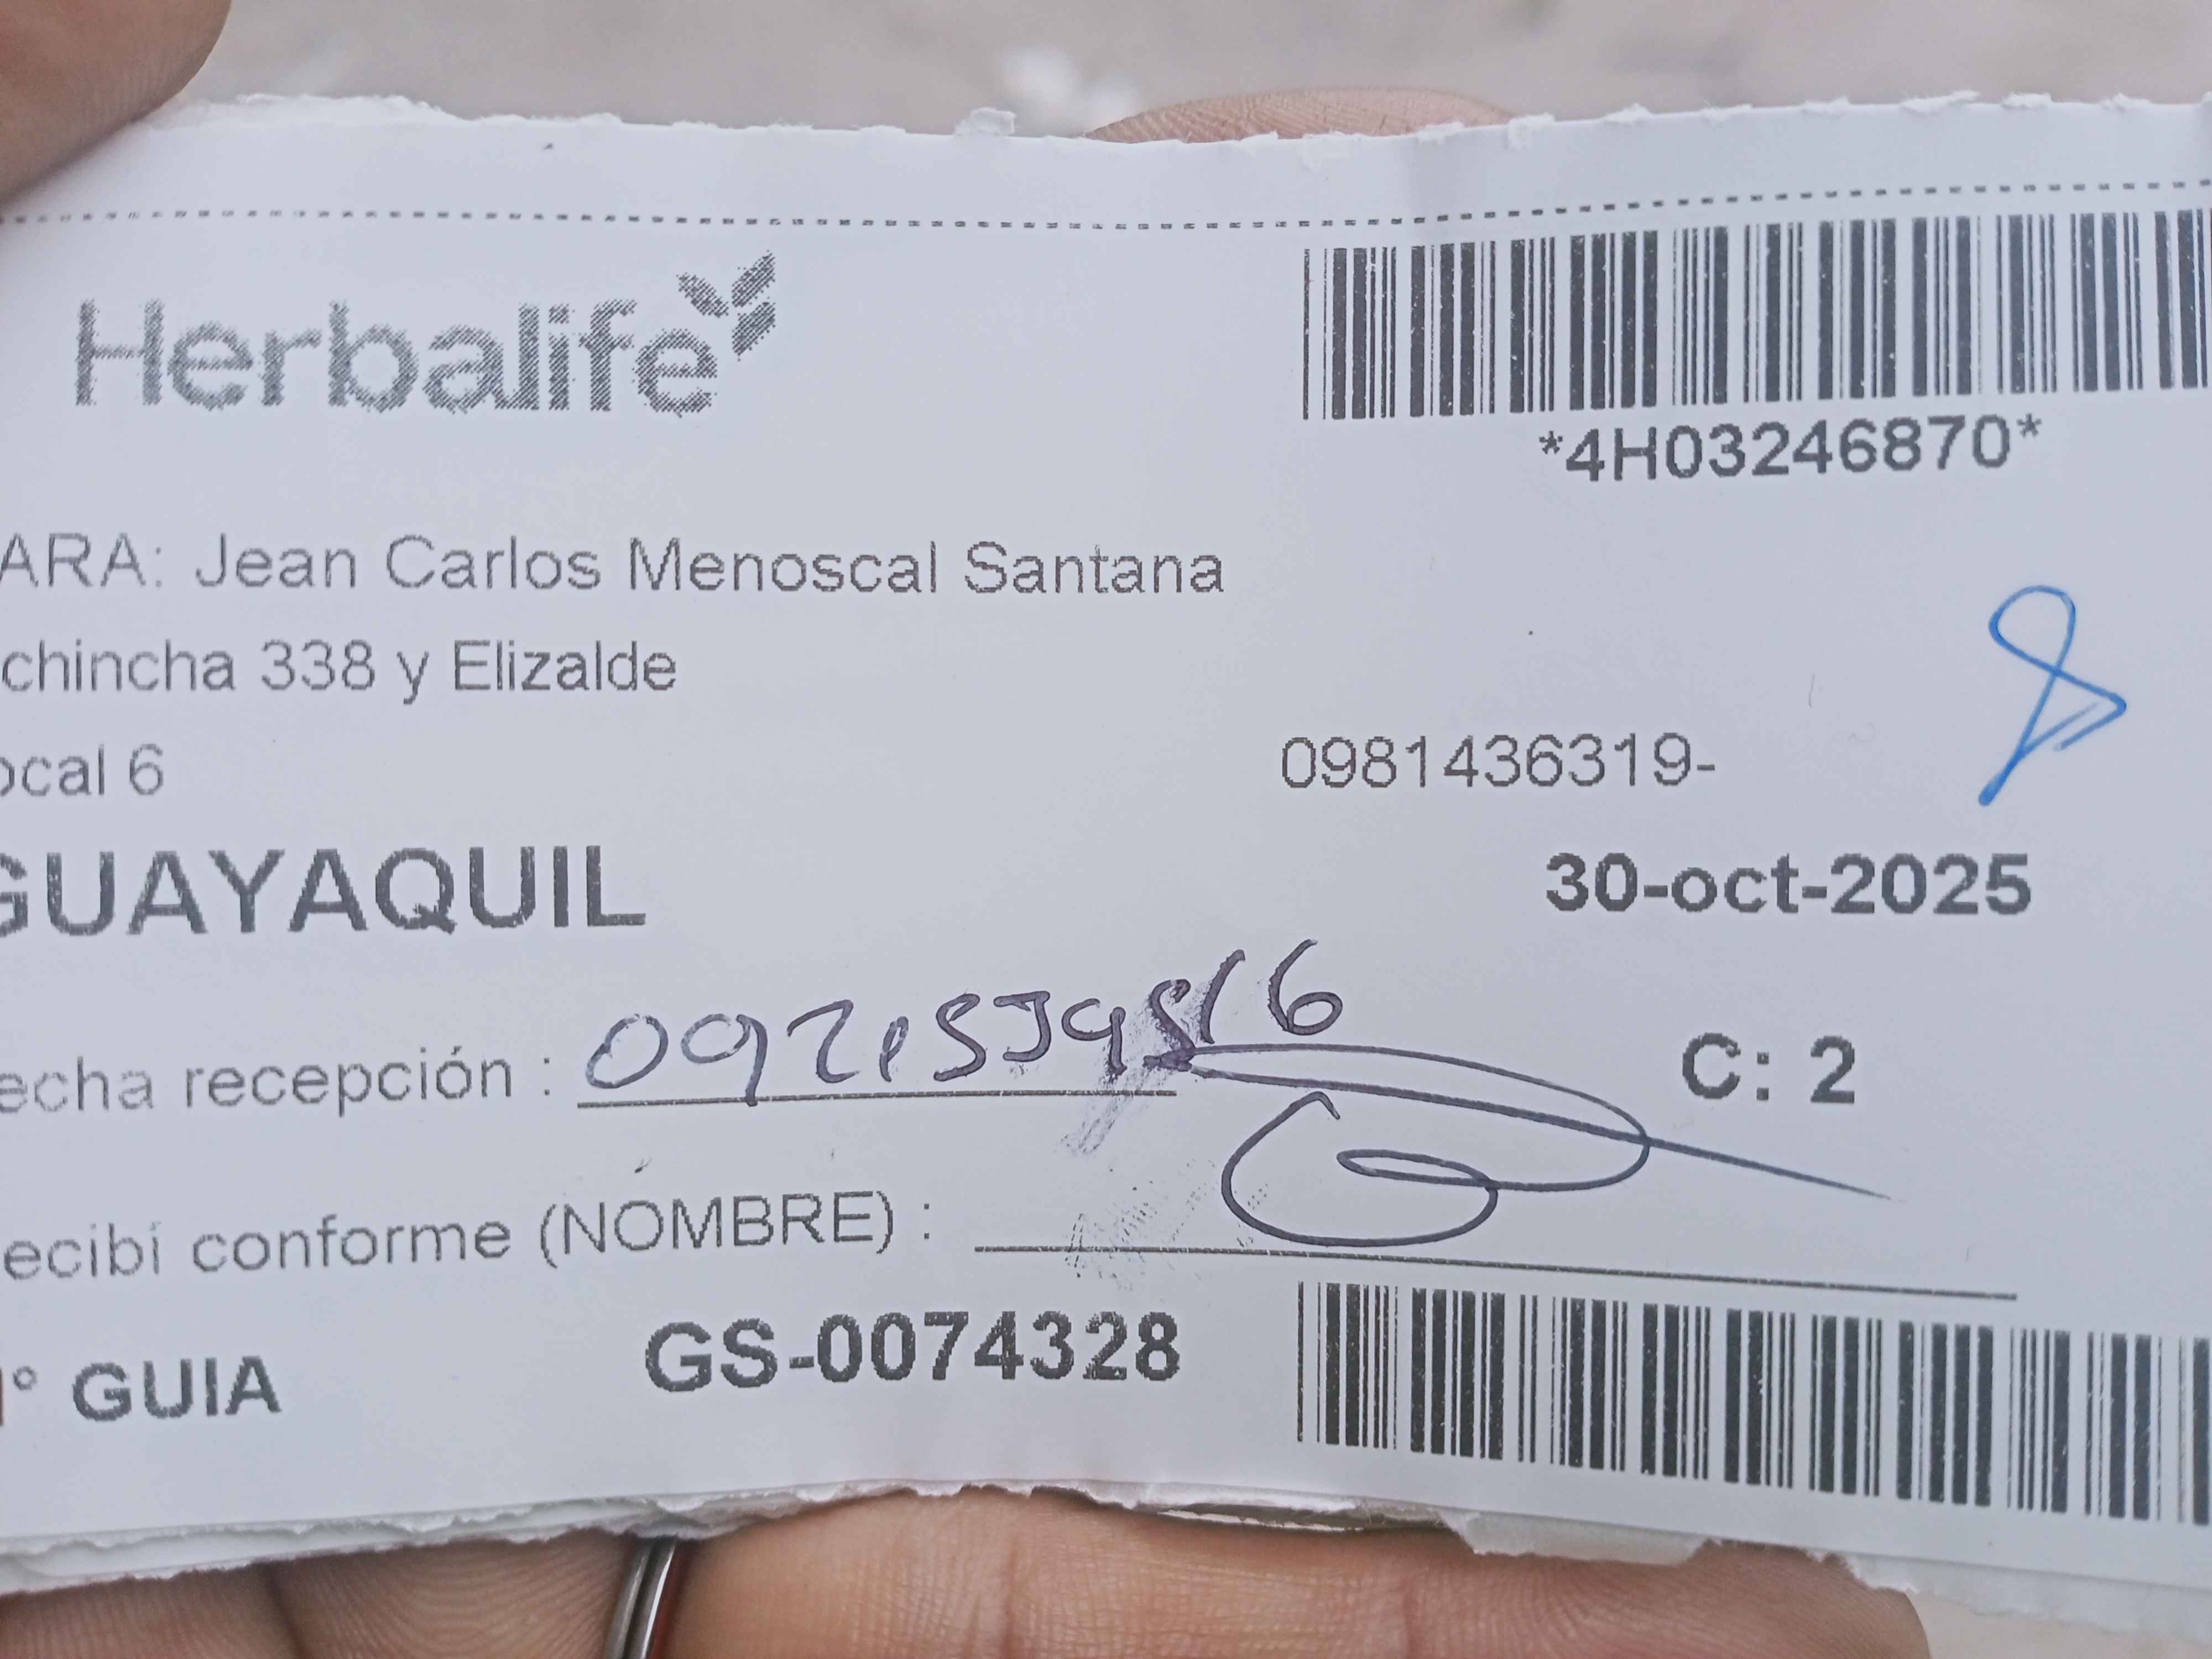 Herbalife
*4H03246870*
ARA: Jean Carlos Menoscal Santana
chincha 338 y Elizalde
ocal 6
0981436319-
GUAYAQUIL
30-oct-2025
echa recepción :
C: 2
ecibí conforme (NOMBRE) :
° GUIA
GS-0074328